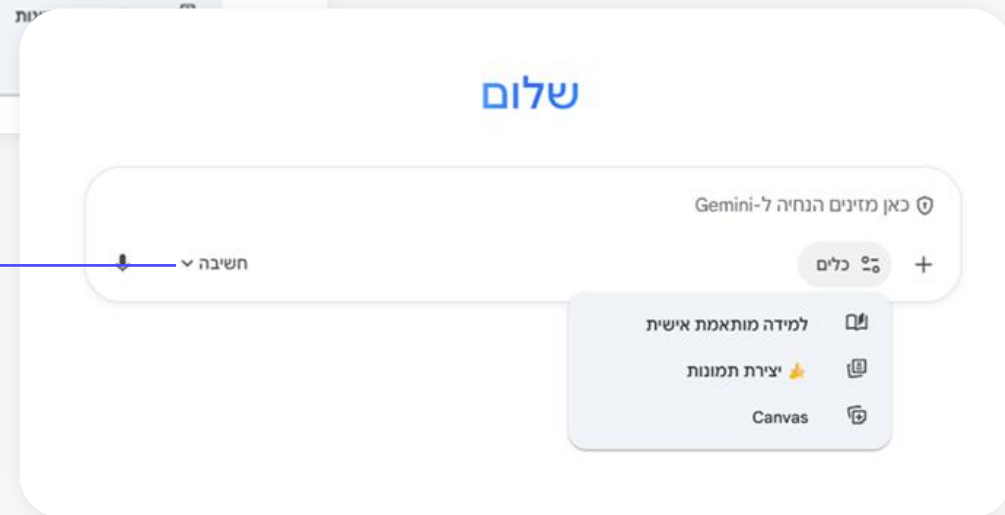 שלום
כאן מזינים הנחיה ל-Gemini
כלים
חשיבה
למידה מותאמת אישית
יצירת תמונות
Canvas